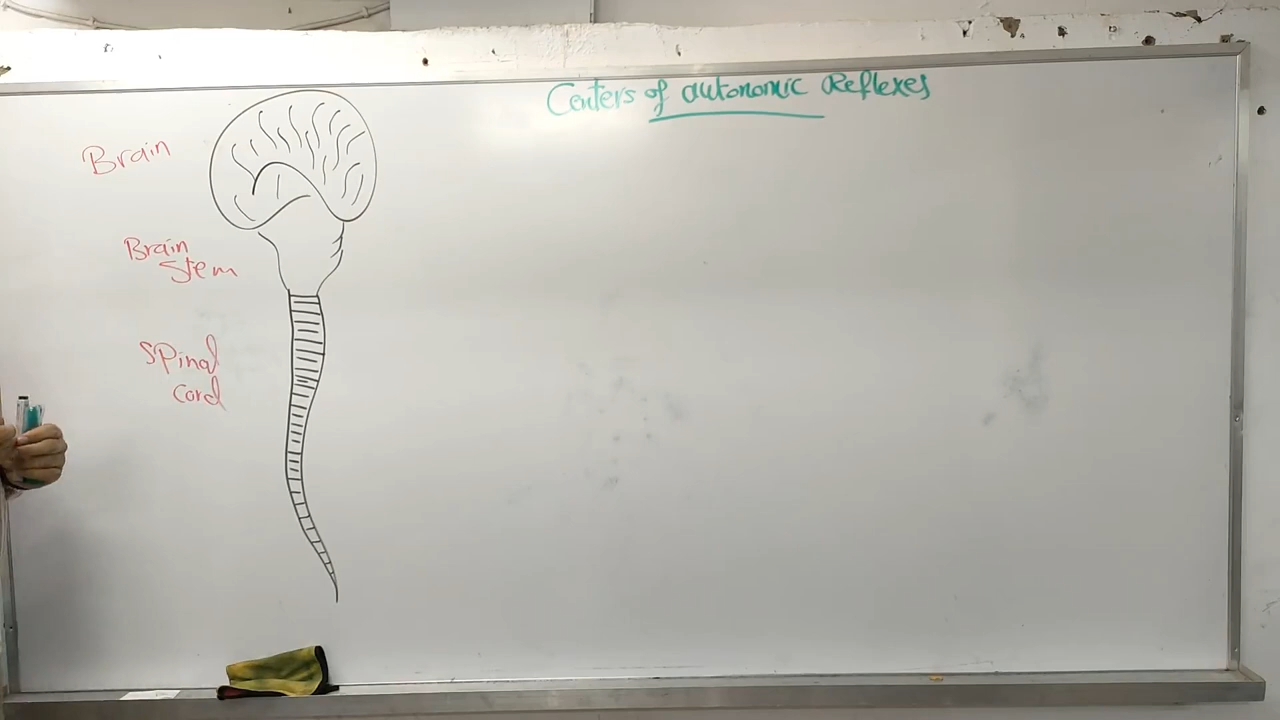 Centers of autonomic Reflexes
Brain
Brain
Stem
Spinal
cord